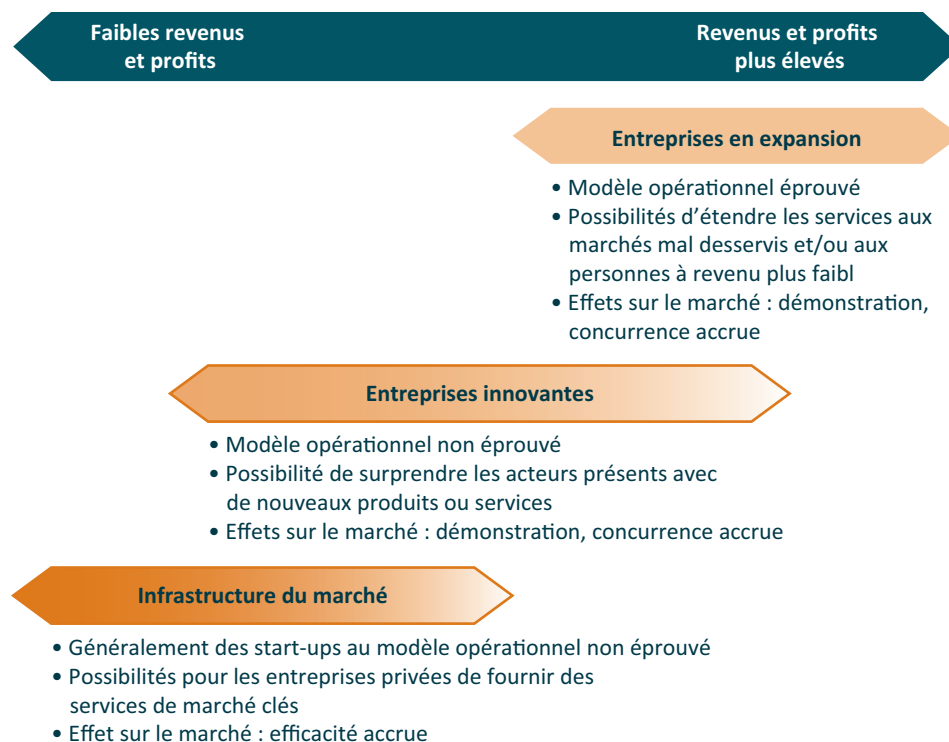 Faibles revenus
et profits
Revenus et profits
plus élevés
Entreprises en expansion
• Modèle opérationnel éprouvé
• Possibilités d’étendre les services aux
marchés mal desservis et/ou aux
personnes à revenu plus faibl
• Effets sur le marché : démonstration,
concurrence accrue
Entreprises innovantes
• Modèle opérationnel non éprouvé
• Possibilité de surprendre les acteurs présents avec
de nouveaux produits ou services
• Effets sur le marché : démonstration, concurrence accrue
Infrastructure du marché
• Généralement des start-ups au modèle opérationnel non éprouvé
• Possibilités pour les entreprises privées de fournir des
services de marché clés
• Effet sur le marché : efficacité accrue